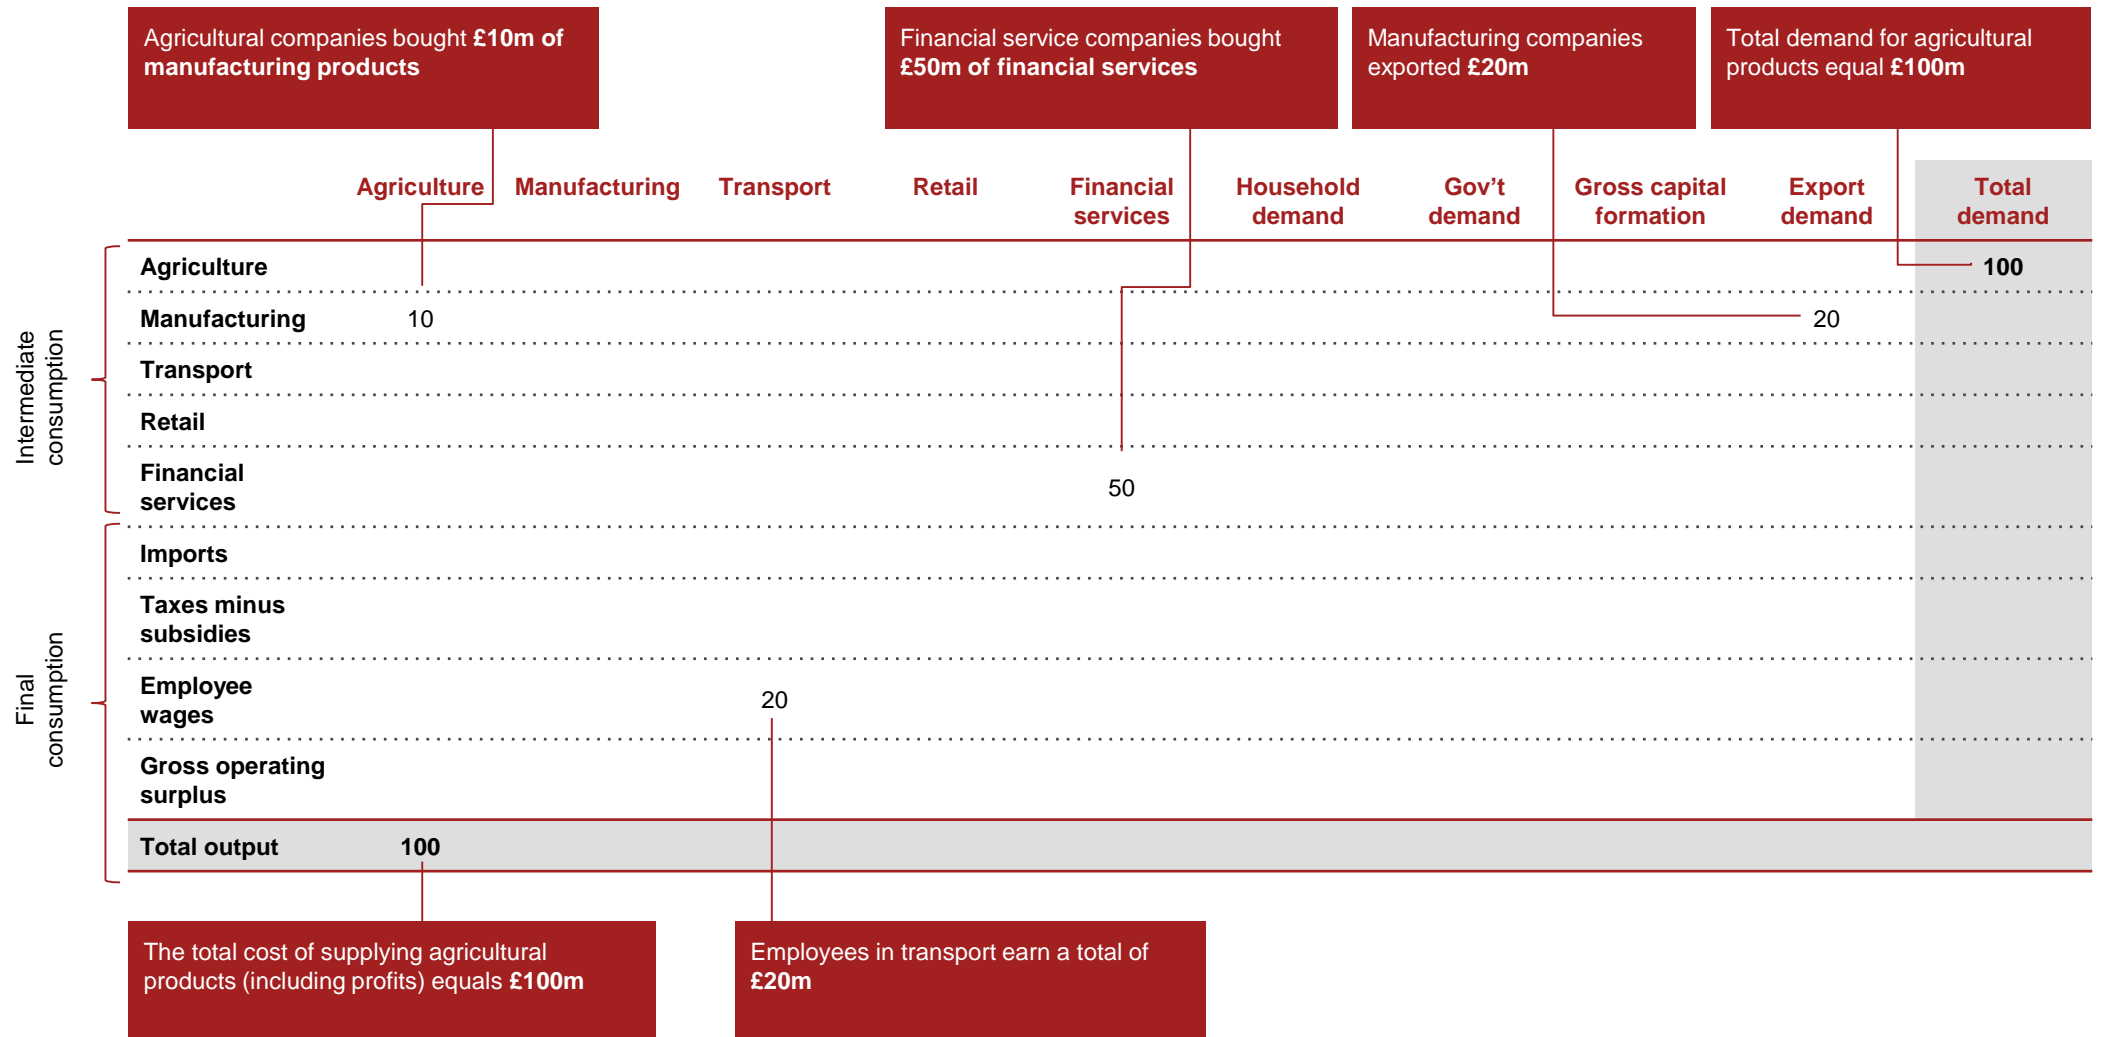 Agricultural companies bought £10m of
manufacturing products
Financial service companies bought
£50m of financial services
Manufacturing companies
exported £20m
Total demand for agricultural
products equal £100m
Agriculture Manufacturing Transport Retail Financial services Household demand Gov't demand Gross capital formation Export demand Total demand
Intermediate
consumption
Agriculture 100
Manufacturing 10 20
Transport
Retail
Financial
services 50
Final
consumption
Imports
Taxes minus
subsidies
Employee
wages 20
Gross operating
surplus
Total output 100
The total cost of supplying agricultural
products (including profits) equals £100m
Employees in transport earn a total of
£20m